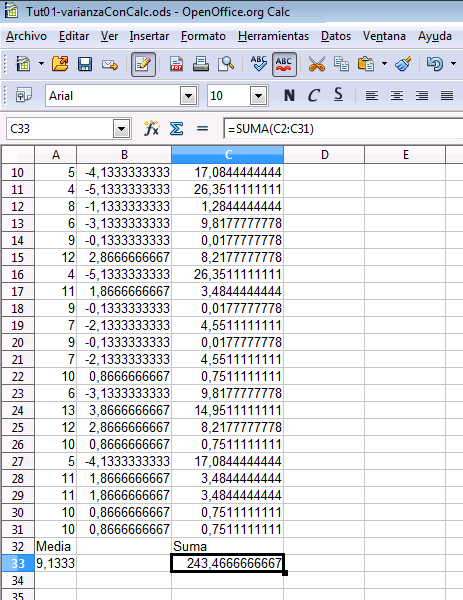 Tut01-varianzaConCalc.ods - OpenOffice.org Calc
Archivo Editar Ver Insertar Formato Herramientas Datos Ventana Ayuda
ABC ABC
Arial 10 N C S
C33 =SUMA(C2:C31)
A B C D E
10 5 -4,1333333333 17,0844444444
11 4 -5,1333333333 26,3511111111
12 8 -1,1333333333 1,2844444444
13 6 -3,1333333333 9,8177777778
14 9 -0,1333333333 0,0177777778
15 12 2,8666666667 8,2177777778
16 4 -5,1333333333 26,3511111111
17 11 1,8666666667 3,4844444444
18 9 -0,1333333333 0,0177777778
19 7 -2,1333333333 4,5511111111
20 9 -0,1333333333 0,0177777778
21 7 -2,1333333333 4,5511111111
22 10 0,8666666667 0,7511111111
23 6 -3,1333333333 9,8177777778
24 13 3,8666666667 14,9511111111
25 12 2,8666666667 8,2177777778
26 10 0,8666666667 0,7511111111
27 5 -4,1333333333 17,0844444444
28 11 1,8666666667 3,4844444444
29 11 1,8666666667 3,4844444444
30 10 0,8666666667 0,7511111111
31 10 0,8666666667 0,7511111111
32 Media Suma
33 9,1333 243,4666666667
34
35